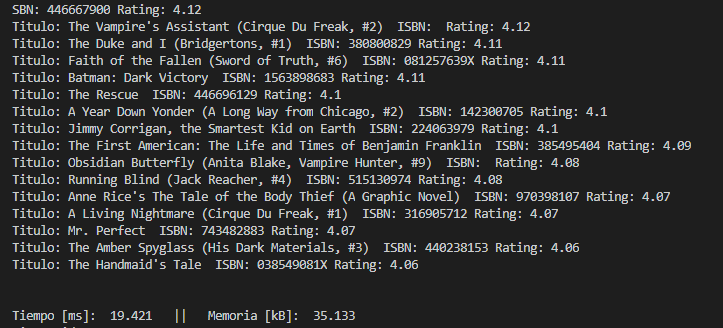 SBN: 446667900 Rating: 4.12
Titulo: The Vampire's Assistant (Cirque Du Freak, #2)  ISBN:  Rating: 4.12
Titulo: The Duke and I (Bridgertons, #1)  ISBN: 380800829 Rating: 4.11
Titulo: Faith of the Fallen (Sword of Truth, #6)  ISBN: 081257639X Rating: 4.11
Titulo: Batman: Dark Victory  ISBN: 1563898683 Rating: 4.11
Titulo: The Rescue  ISBN: 446696129 Rating: 4.1
Titulo: A Year Down Yonder (A Long Way from Chicago, #2)  ISBN: 142300705 Rating: 4.1
Titulo: Jimmy Corrigan, the Smartest Kid on Earth  ISBN: 224063979 Rating: 4.1
Titulo: The First American: The Life and Times of Benjamin Franklin  ISBN: 385495404 Rating: 4.09
Titulo: Obsidian Butterfly (Anita Blake, Vampire Hunter, #9)  ISBN:  Rating: 4.08
Titulo: Running Blind (Jack Reacher, #4)  ISBN: 515130974 Rating: 4.08
Titulo: Anne Rice's The Tale of the Body Thief (A Graphic Novel)  ISBN: 970398107 Rating: 4.07
Titulo: A Living Nightmare (Cirque Du Freak, #1)  ISBN: 316905712 Rating: 4.07
Titulo: Mr. Perfect  ISBN: 743482883 Rating: 4.07
Titulo: The Amber Spyglass (His Dark Materials, #3)  ISBN: 440238153 Rating: 4.06
Titulo: The Handmaid's Tale  ISBN: 038549081X Rating: 4.06
Tiempo [ms]:  19.421   ||   Memoria [kB]:  35.133